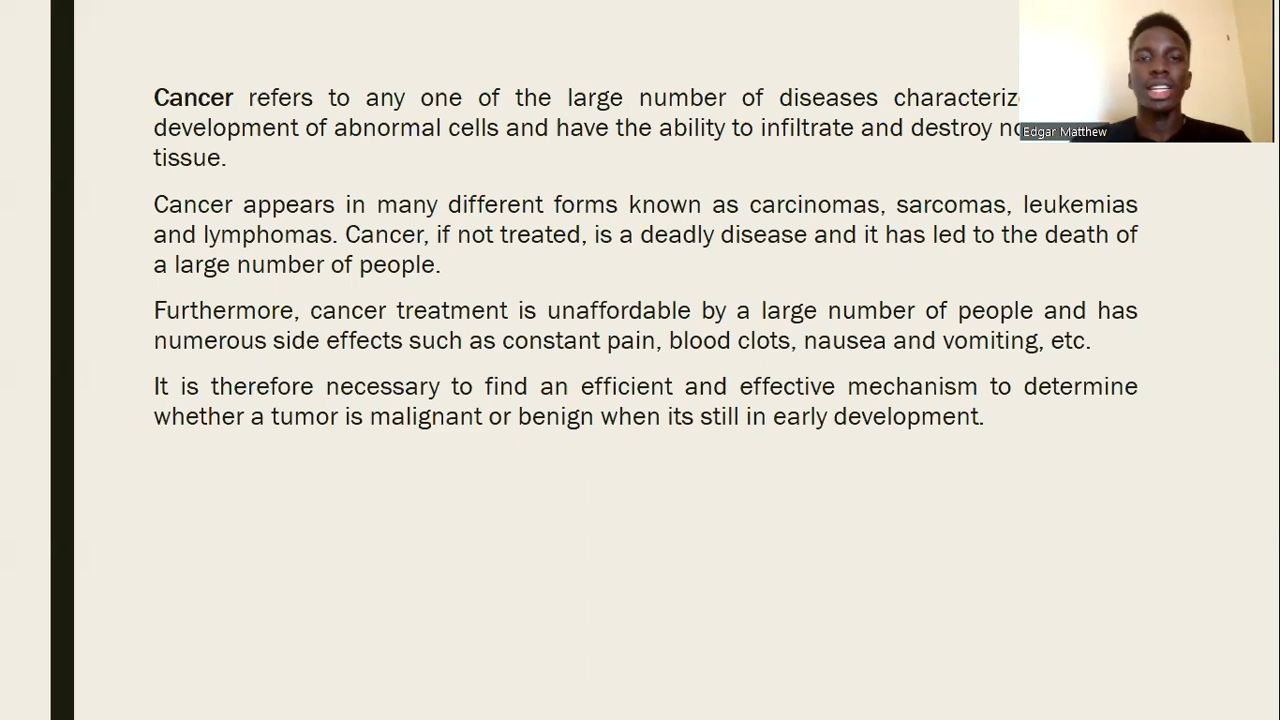 Cancer refers to any one of the large number of diseases
development of abnormal cells and have the ability to infiltrate and destroy
tissue.
Cancer appears in many different forms known as carcinomas, sarcomas, leukemias
and lymphomas. Cancer, if not treated, is a deadly disease and it has led to the death of
a large number of people.
Furthermore, cancer treatment is unaffordable by a large number of people and has
numerous side effects such as constant pain, blood clots, nausea and vomiting, etc.
It is therefore necessary to find an efficient and effective mechanism to determine
whether a tumor is malignant or benign when its still in early development.
Edgar Matthew